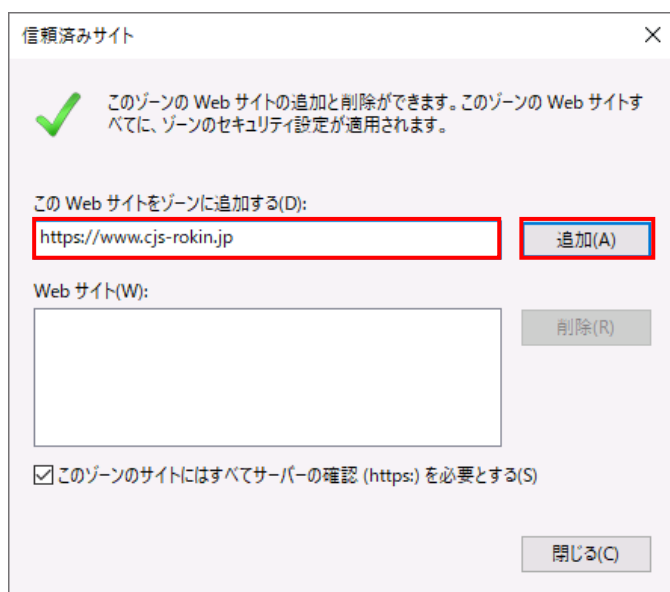 信頼済みサイト
このゾーンの Web サイトの追加と削除ができます。このゾーンの Web サイトす
べてに、ゾーンのセキュリティ設定が適用されます。
この Web サイトをゾーンに追加する(D):
https://www.cjs-rokin.jp
追加(A)
Web サイト(W):
削除(R)
このゾーンのサイトにはすべてサーバーの確認 (https:) を必要とする(S)
閉じる(C)